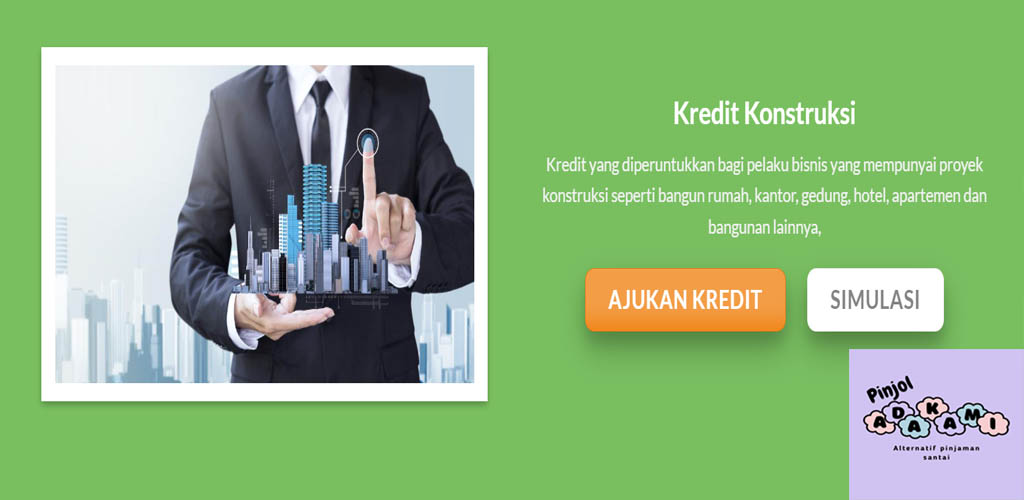 Kredit Konstruksi
Kredit yang diperuntukkan bagi pelaku bisnis yang mempunyai proyek
konstruksi seperti bangun rumah, kantor, gedung, hotel, apartemen dan
bangunan lainnya,
AJUKAN KREDIT
SIMULASI
Pinjol
ADAKAMI
Alternatif pinjaman
santai